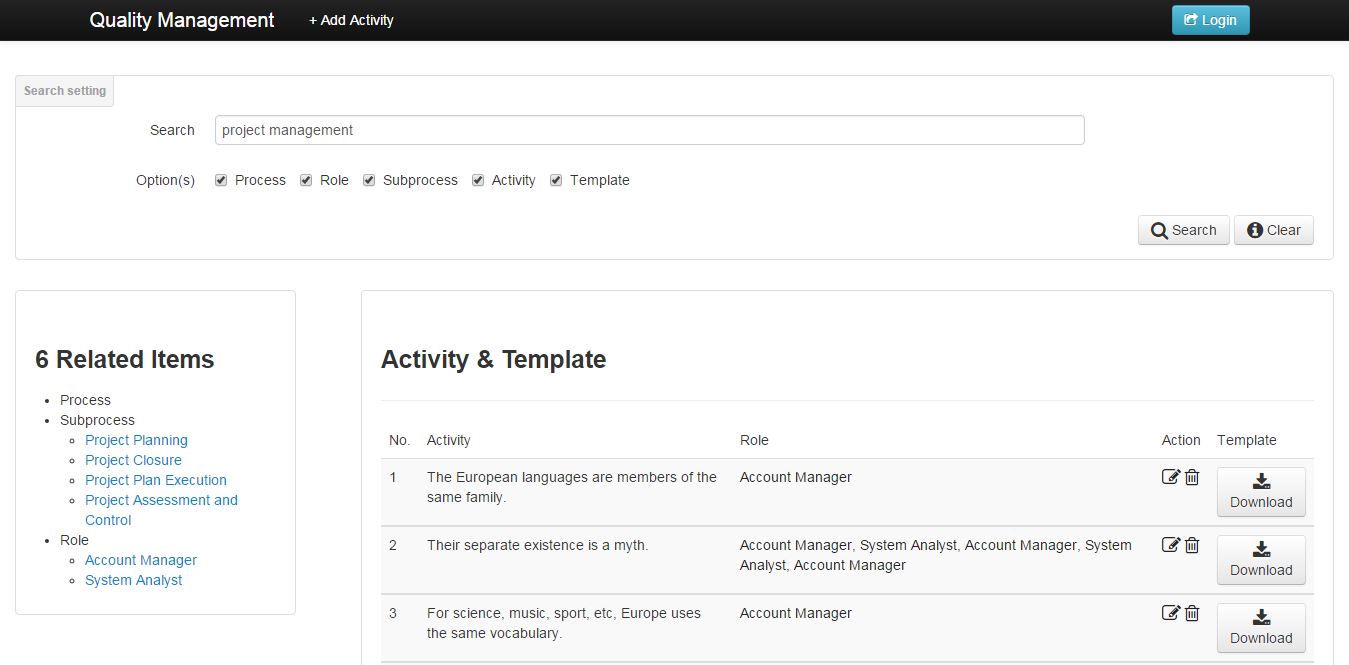 Quality Management + Add Activity Login
Search setting
Search project management
Option(s) Process Role Subprocess Activity Template
Search Clear
6 Related Items
Process
Subprocess
Project Planning
Project Closure
Project Plan Execution
Project Assessment and
Control
Role
Account Manager
System Analyst
Activity & Template
No. Activity Role Action Template
1 The European languages are members of the Account Manager
same family.
Download
2 Their separate existence is a myth. Account Manager, System Analyst, Account Manager, System
Analyst, Account Manager
Download
3 For science, music, sport, etc, Europe uses Account Manager
the same vocabulary.
Download